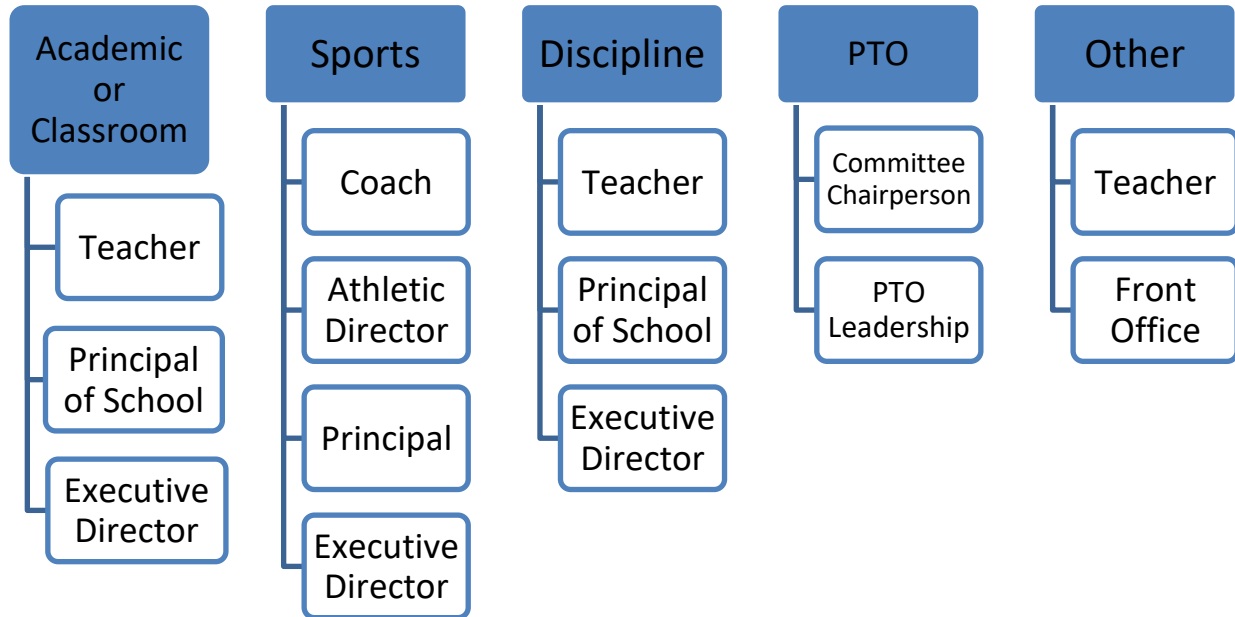 Academic
or
Classroom
Teacher
Principal
of School
Executive
Director
Sports
Coach
Athletic
Director
Principal
Executive
Director
Discipline
Teacher
Principal
of School
Executive
Director
PTO
Committee
Chairperson
PTO
Leadership
Other
Teacher
Front
Office